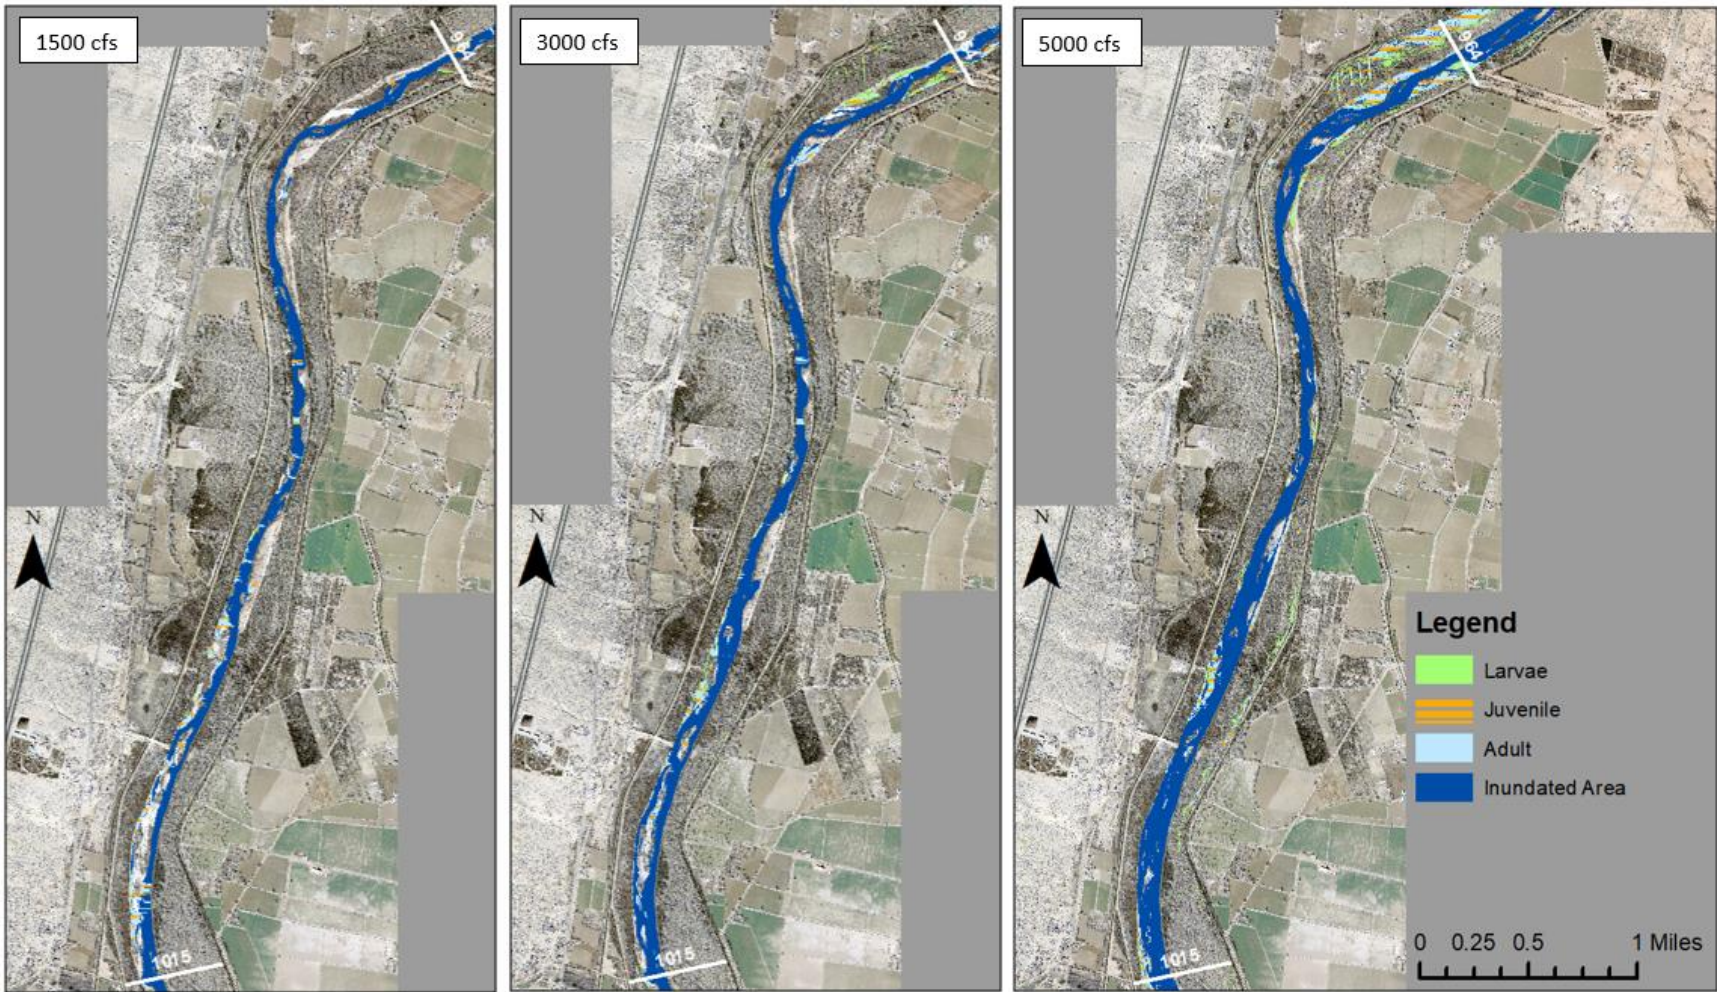 1500 cfs
3000 cfs
5000 cfs
964
N
N
N
Legend
Larvae
Juvenile
Adult
Inundated Area
0 0.25 0.5 1 Miles
1015
1015
1015